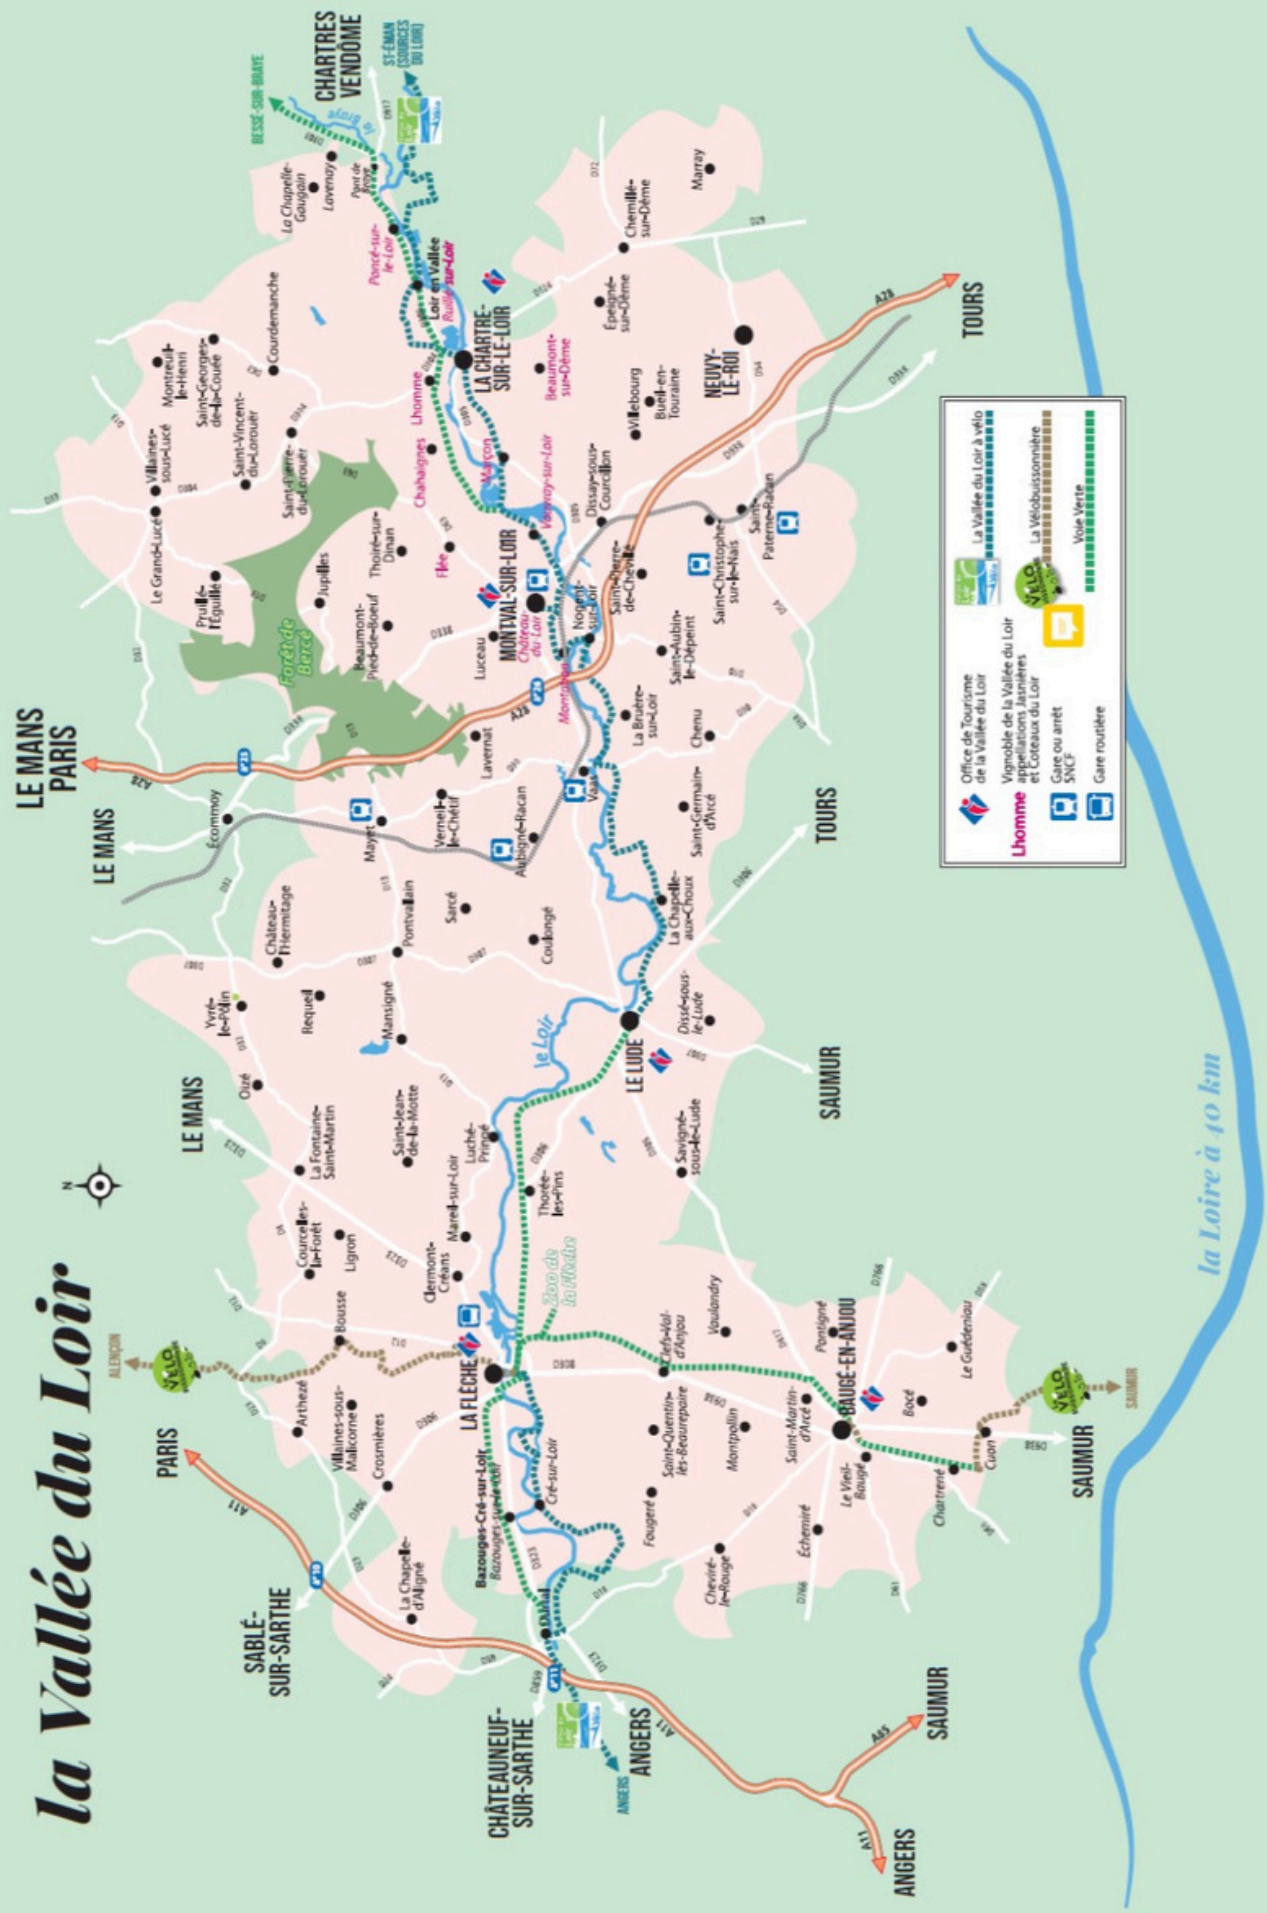 la Vallée du Loir
N
LE MANS
PARIS
LE MANS
LE MANS
PARIS
SABLÉ-
SUR-SARTHE
CHÂTEAUNEUF-
SUR-SARTHE
ANGERS
ANGERS
ANGERS
SAUMUR
SAUMUR
SAUMUR
SAUMUR
TOURS
TOURS
ALENÇON
BESSÉ-SUR-BRAYE
CHARTRES
VENDÔME
ST-ÉMAN
(SOURCES
DU LOIR)
la Braye
La Chapelle-
Gaugain
Lavenay
Pont de
Braye
Poncé-sur-
le-Loir
Loir en Vallée
Ruillé-sur-Loir
LA CHARTRE-
SUR-LE-LOIR
Lhomme
Chahaignes
Marçon
Vouvray-sur-Loir
Flée
MONTVAL-SUR-LOIR
Château-
du-Loir
Montabon
Nogent-
sur-Loir
Luceau
Beaumont-
Pied-de-Boeuf
Thoiré-sur-
Dinan
Jupilles
Forêt de
Bercé
Pruillé-
l'Éguillé
Le Grand-Lucé
Villaines-
sous-Lucé
Montreuil-
le-Henri
Saint-Georges-
de-la-Couée
Courdemanche
Saint-Vincent-
du-Lorouër
Saint-Pierre-
du-Lorouër
Beaumont-
sur-Dême
Épeigné-
sur-Dême
Chemillé-
sur-Dême
Marray
NEUVY-
LE-ROI
Villebourg
Bueil-en-
Touraine
Dissay-sous-
Courcillon
Saint-Pierre-
de-Chevillé
Saint-Christophe-
sur-le-Nais
Saint-
Paterne-Racan
Saint-Aubin-
le-Dépeint
La Bruère-
sur-Loir
Chenu
Saint-Germain-
d'Arcé
Vaas
Lavernat
Verneil-
le-Chétif
Aubigné-Racan
Mayet
Écommoy
Château-
l'Hermitage
Pontvallain
Sarcé
Coulongé
La Chapelle-
aux-Choux
Dissé-sous-
le-Lude
LE LUDE
le Loir
Requeil
Mansigné
Yvré-
le-Pôlin
Oizé
La Fontaine-
Saint-Martin
Saint-Jean-
de-la-Motte
Luché-
Pringé
Mareil-sur-Loir
Thorée-
les-Pins
Savigné-
sous-le-Lude
Courcelles-
la-Forêt
Ligron
Clermont-
Créans
Zoo de
la Flèche
LA FLÈCHE
Bousse
Arthezé
Villaines-sous-
Malicorne
Crosmières
La Chapelle-
d'Aligné
Bazouges-Cré-sur-Loir
Bazouges-sur-le-Loir
Cré-sur-Loir
Durtal
Clefs-Val-
d'Anjou
Vaulandry
Pontigné
BAUGÉ-EN-ANJOU
Le Guédeniau
Bocé
Cuon
Chartrené
Le Vieil-
Baugé
Échemiré
Saint-Martin-
d'Arcé
Montpollin
Saint-Quentin-
lès-Beaurepaire
Fougeré
Cheviré-
le-Rouge
A11
A11
A11
A85
A28
A28
A28
la Loire à 40 km
Office de Tourisme
de la Vallée du Loir
Lhomme
Vignoble de la Vallée du Loir
appellations Jasnières
et Coteaux du Loir
Gare ou arrêt
SNCF
Gare routière
La Vallée du Loir à vélo
La Vélobuissonnière
Voie Verte
VÉLO
VÉLO
VÉLO